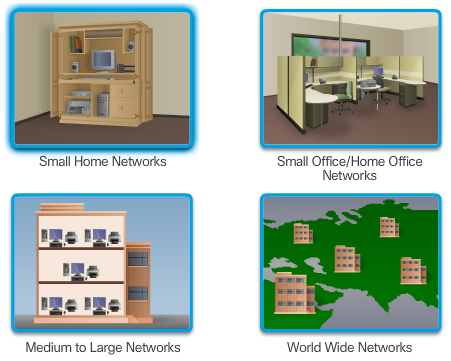 Small Home Networks
Small Office/Home Office
Networks
Medium to Large Networks
World Wide Networks